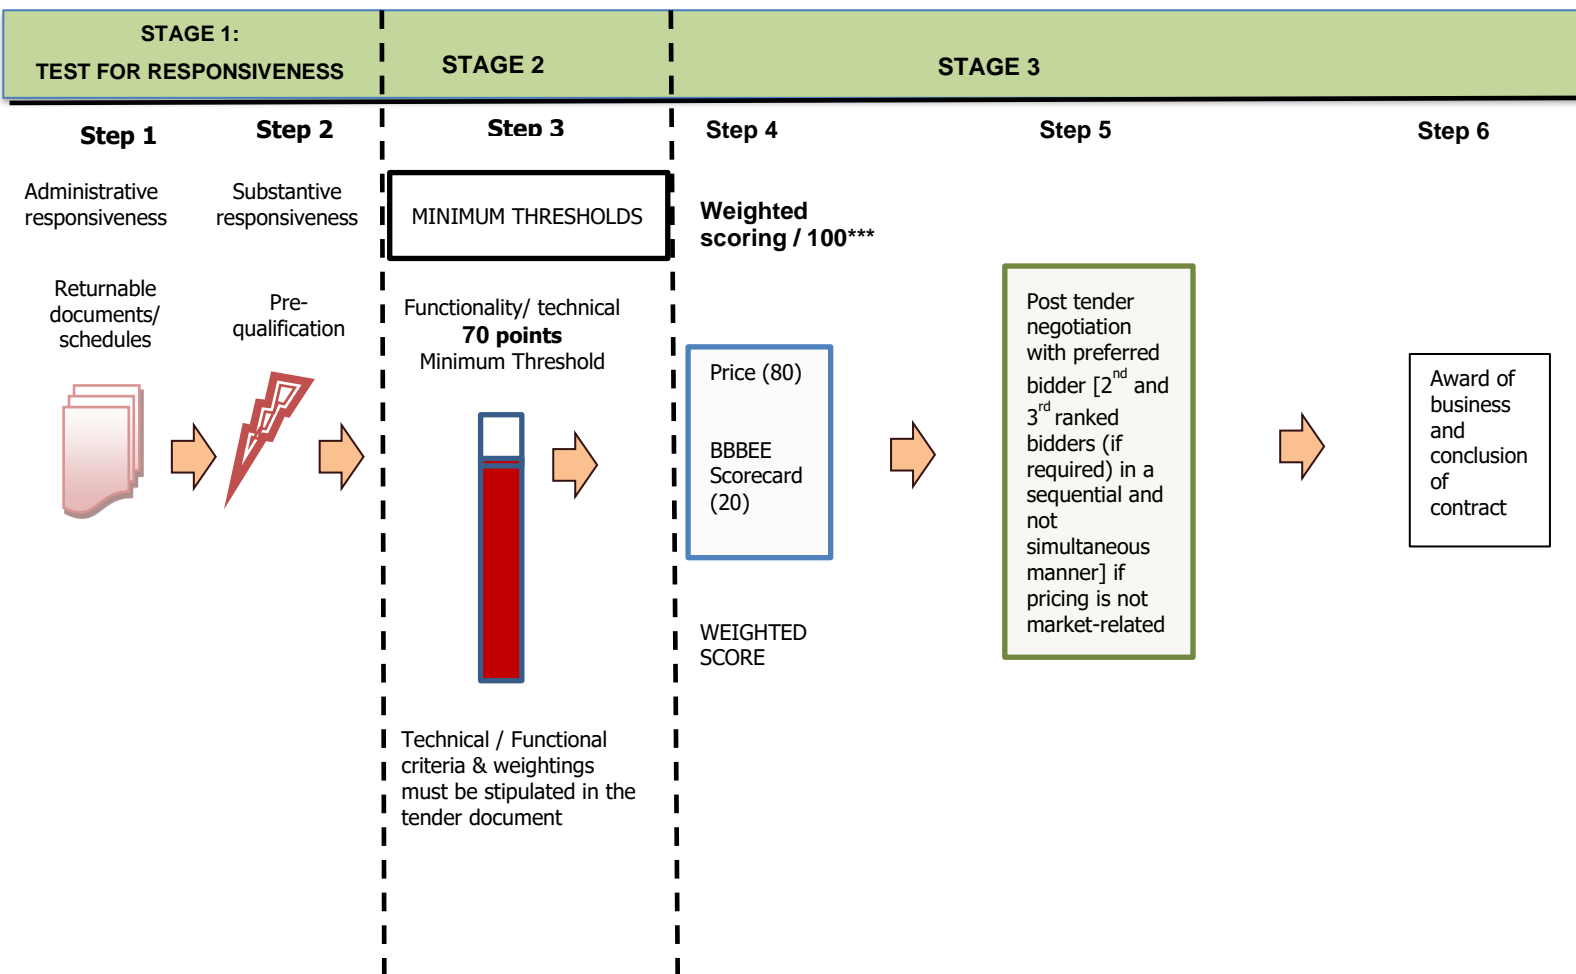 STAGE 1:
TEST FOR RESPONSIVENESS
STAGE 2
STAGE 3
Step 1
Step 2
Step 3
Step 4
Step 5
Step 6
Administrative
responsiveness
Substantive
responsiveness
MINIMUM THRESHOLDS
Weighted
scoring / 100***
Returnable
documents/
schedules
Pre-
qualification
Functionality/ technical
70 points
Minimum Threshold
Price (80)
BBBEE
Scorecard
(20)
WEIGHTED
SCORE
Post tender
negotiation
with preferred
bidder [2nd and
3rd ranked
bidders (if
required) in a
sequential and
not
simultaneous
manner] if
pricing is not
market-related
Award of
business
and
conclusion
of
contract
Technical / Functional
criteria & weightings
must be stipulated in the
tender document